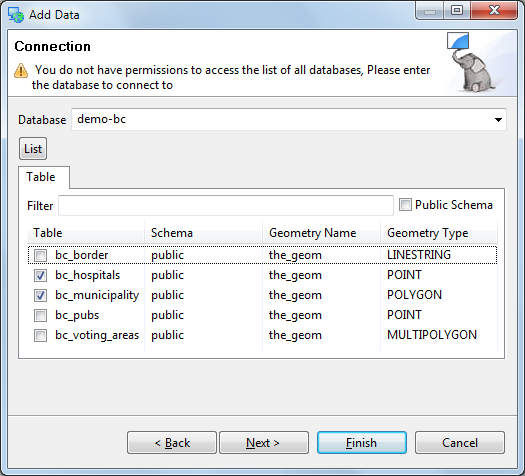 Add Data
Connection
You do not have permissions to access the list of all databases, Please enter
the database to connect to
Database demo-bc
List
Table
Filter Public Schema
Table Schema Geometry Name Geometry Type
bc_border public the_geom LINESTRING
bc_hospitals public the_geom POINT
bc_municipality public the_geom POLYGON
bc_pubs public the_geom POINT
bc_voting_areas public the_geom MULTIPOLYGON
< Back Next > Finish Cancel